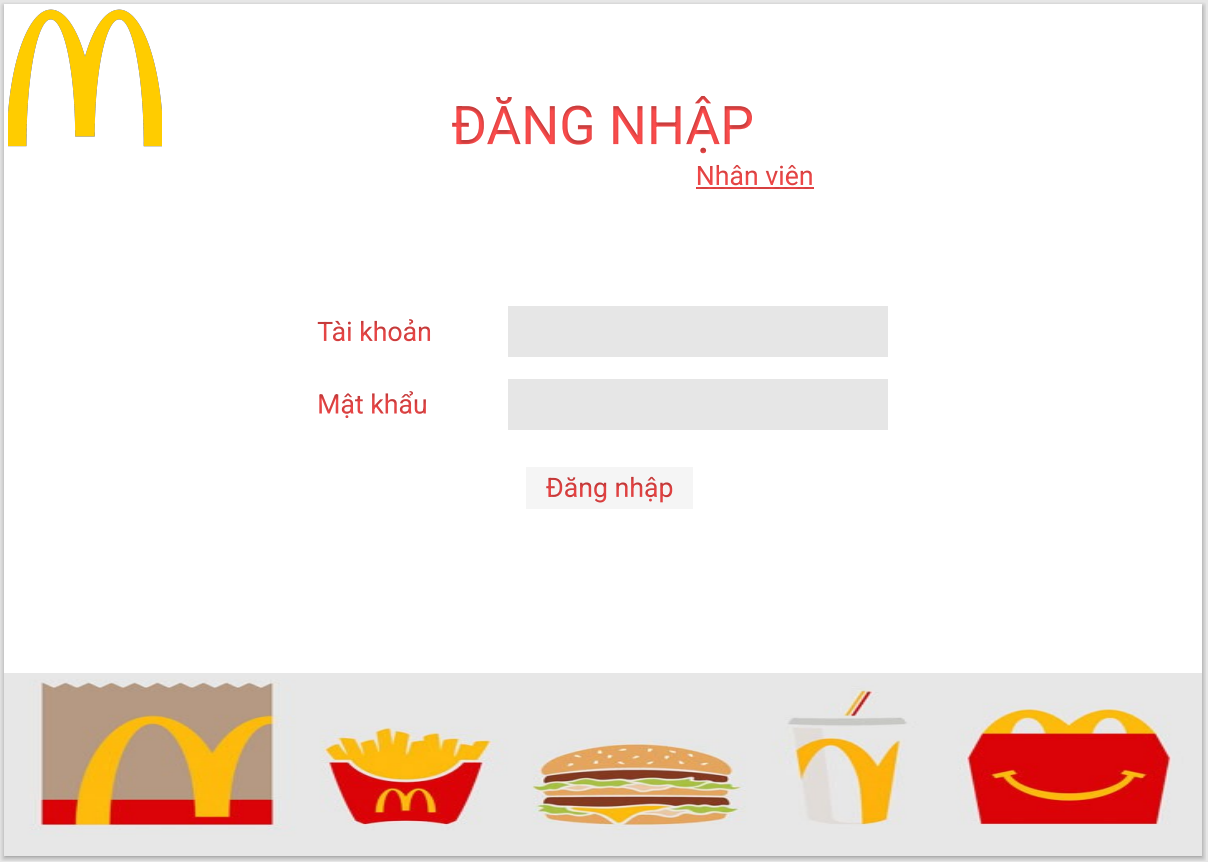 ĐĂNG NHẬP
Nhân viên
Tài khoản
Mật khẩu
Đăng nhập